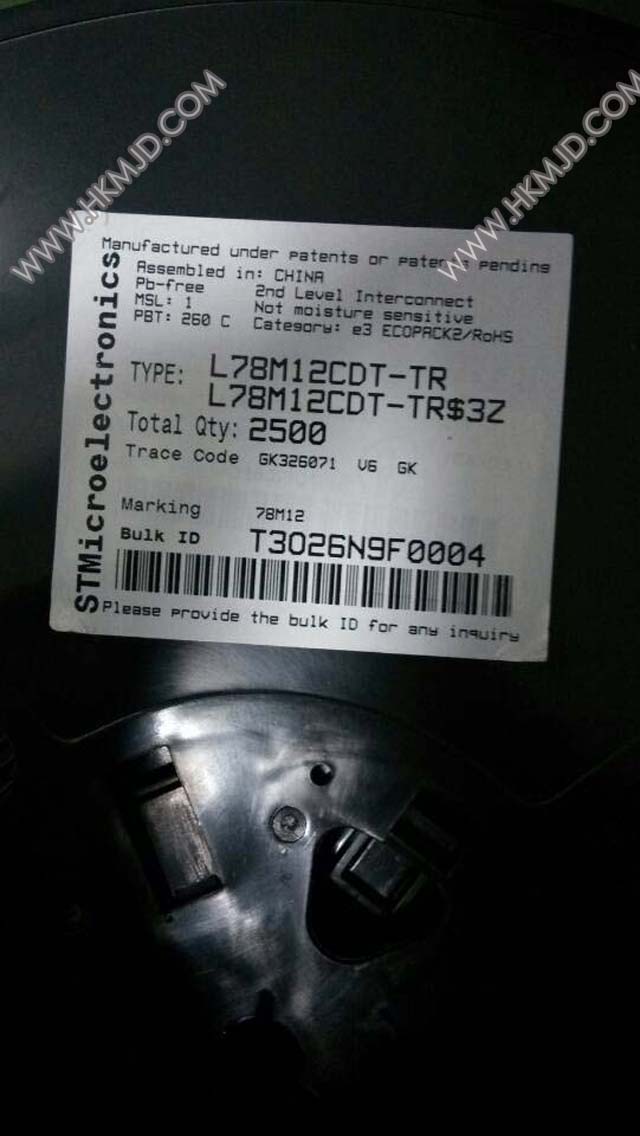 WWW.HKMJD.COM
WWW.HKMJD.COM
STMicroelectronics
Manufactured under patents or patents pending
Assembled in: CHINA
Pb-free 2nd Level Interconnect
MSL: 1 Not moisture sensitive
PBT: 260 C Category: e3 ECOPACK2/RoHS
TYPE: L78M12CDT-TR
L78M12CDT-TR$3Z
Total Qty: 2500
Trace Code GK326071 V6 GK
Marking 78M12
Bulk ID T3026N9F0004
Please provide the bulk ID for any inquiry